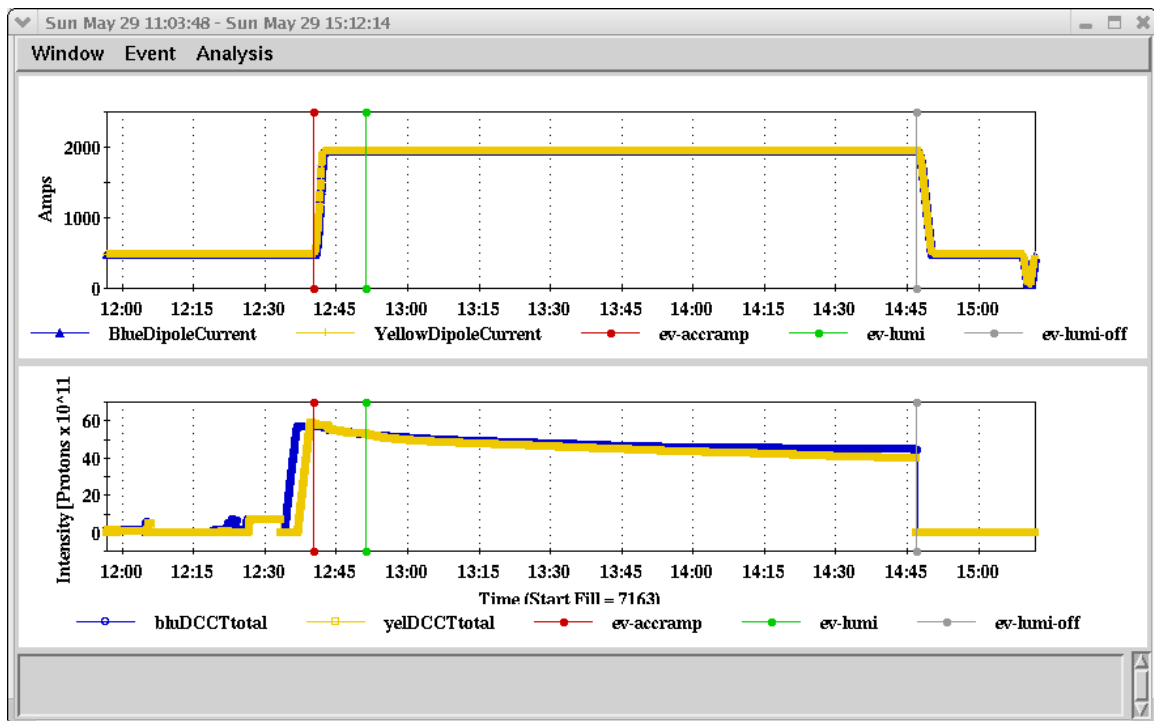 Sun May 29 11:03:48 - Sun May 29 15:12:14
Window Event Analysis
Amps
2000
1000
0
12:00 12:15 12:30 12:45 13:00 13:15 13:30 13:45 14:00 14:15 14:30 14:45 15:00
BlueDipoleCurrent YellowDipoleCurrent ev-accramp ev-lumi ev-lumi-off
Intensity [Protons x 10^11
60
40
20
0
12:00 12:15 12:30 12:45 13:00 13:15 13:30 13:45 14:00 14:15 14:30 14:45 15:00
Time (Start Fill = 7163)
bluDCCTtotal yelDCCTtotal ev-accramp ev-lumi ev-lumi-off